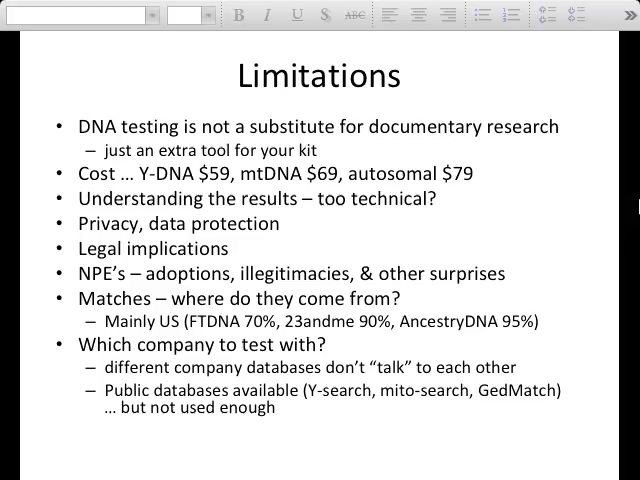 B I U S ABC
Limitations
• DNA testing is not a substitute for documentary research
– just an extra tool for your kit
• Cost ... Y-DNA $59, mtDNA $69, autosomal $79
• Understanding the results – too technical?
• Privacy, data protection
• Legal implications
• NPE's – adoptions, illegitimacies, & other surprises
• Matches – where do they come from?
– Mainly US (FTDNA 70%, 23andme 90%, AncestryDNA 95%)
• Which company to test with?
– different company databases don't “talk” to each other
– Public databases available (Y-search, mito-search, GedMatch)
... but not used enough